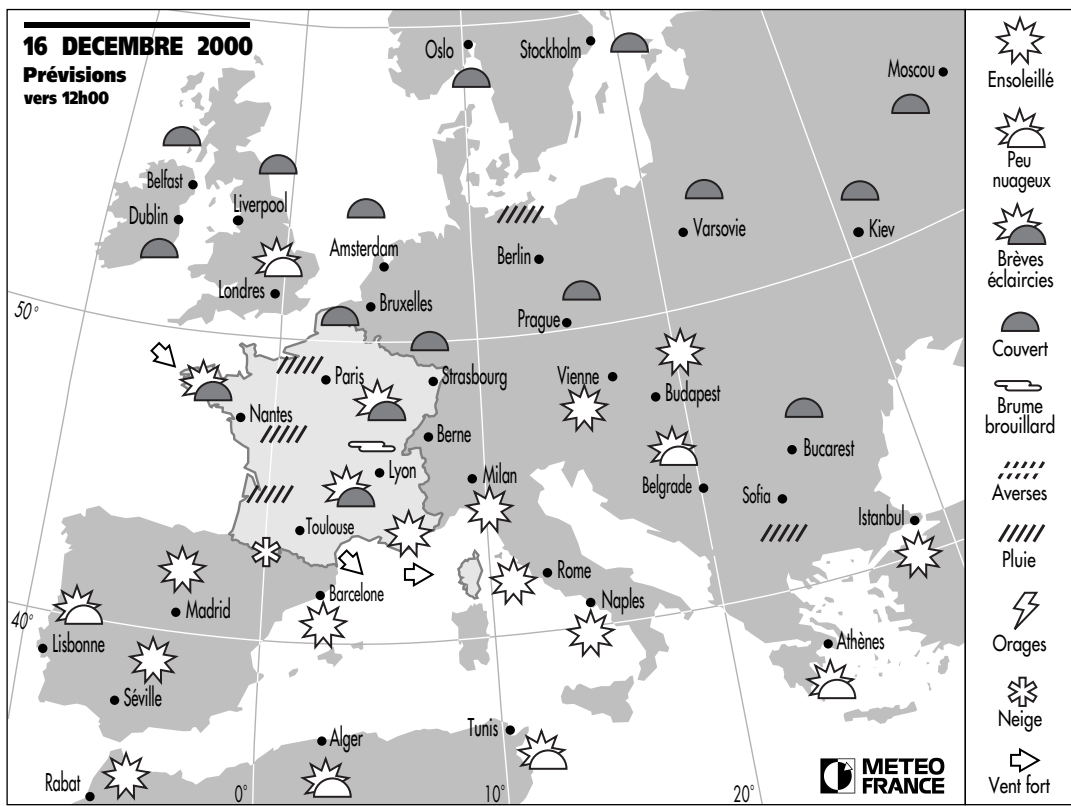 16 DECEMBRE 2000
Prévisions
vers 12h00
Oslo
Stockholm
Moscou
Belfast
Dublin
Liverpool
Amsterdam
Berlin
Varsovie
Kiev
Londres
Bruxelles
Prague
50°
Paris
Strasbourg
Vienne
Budapest
Nantes
Berne
Bucarest
Lyon
Milan
Belgrade
Sofia
Istanbul
Toulouse
Barcelone
Rome
Naples
Madrid
40°
Lisbonne
Athènes
Séville
Alger
Tunis
Rabat
0°
10°
20°
METEO
FRANCE
Ensoleillé
Peu
nuageux
Brèves
éclaircies
Couvert
Brume
brouillard
Averses
Pluie
Orages
Neige
Vent fort